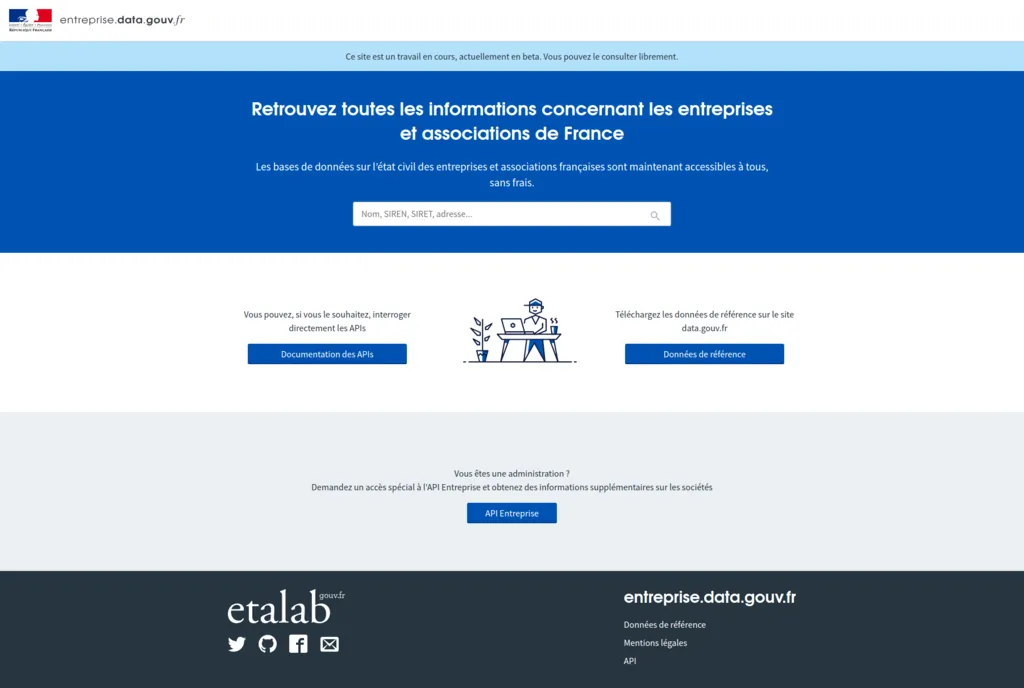 RÉPUBLIQUE FRANÇAISE
entreprise.data.gouv.fr
Ce site est un travail en cours, actuellement en beta. Vous pouvez le consulter librement.
Retrouvez toutes les informations concernant les entreprises
et associations de France
Les bases de données sur l'état civil des entreprises et associations françaises sont maintenant accessibles à tous,
sans frais.
Nom, SIREN, SIRET, adresse...
Vous pouvez, si vous le souhaitez, interroger
directement les APIs
Documentation des APIs
Téléchargez les données de référence sur le site
data.gouv.fr
Données de référence
Vous êtes une administration ?
Demandez un accès spécial à l'API Entreprise et obtenez des informations supplémentaires sur les sociétés
API Entreprise
etalab gouv.fr
entreprise.data.gouv.fr
Données de référence
Mentions légales
API